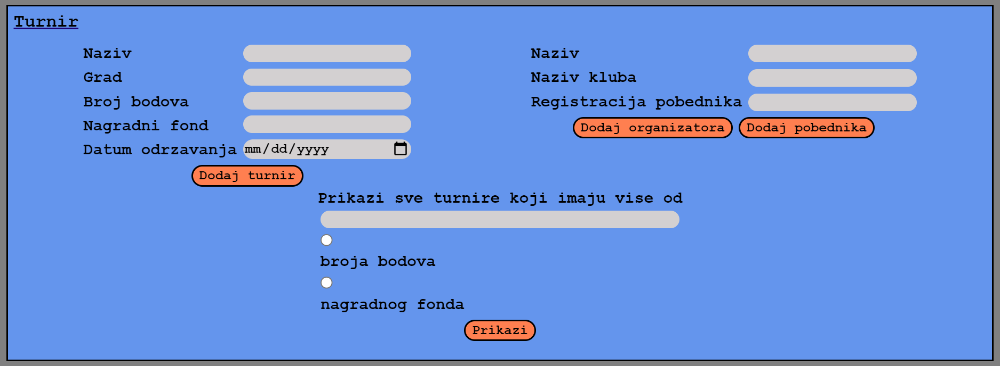 Turnir
Naziv
Grad
Broj bodova
Nagradni fond
Datum odrzavanja mm/dd/yyyy
Dodaj turnir
Naziv
Naziv kluba
Registracija pobednika
Dodaj organizatora Dodaj pobednika
Prikazi sve turnire koji imaju vise od
broja bodova
nagradnog fonda
Prikazi